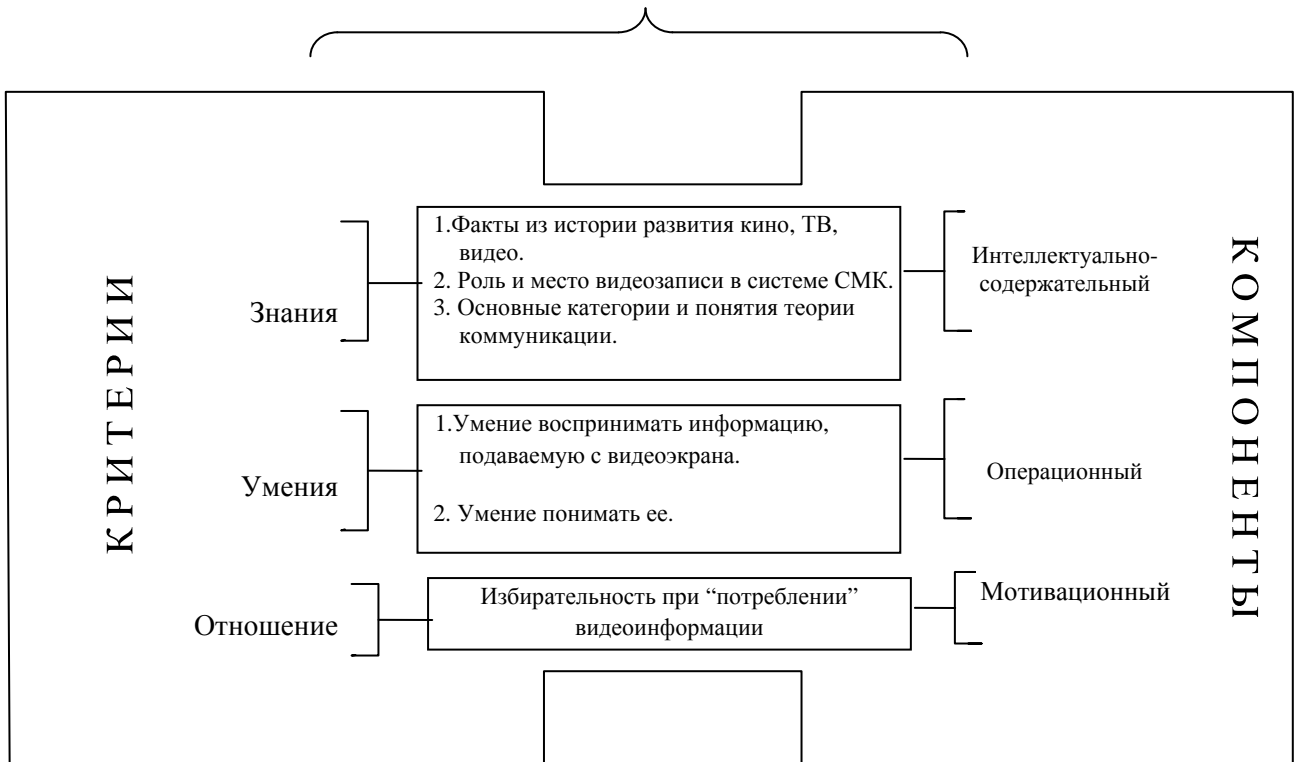 КРИТЕРИИ
Знания
1.Факты из истории развития кино, ТВ,
видео.
2. Роль и место видеозаписи в системе СМК.
3. Основные категории и понятия теории
коммуникации.
Интеллектуально-
содержательный
Умения
1.Умение воспринимать информацию,
подаваемую с видеоэкрана.
2. Умение понимать ее.
Операционный
Отношение
Избирательность при “потреблении”
видеоинформации
Мотивационный
КОМПОНЕНТЫ